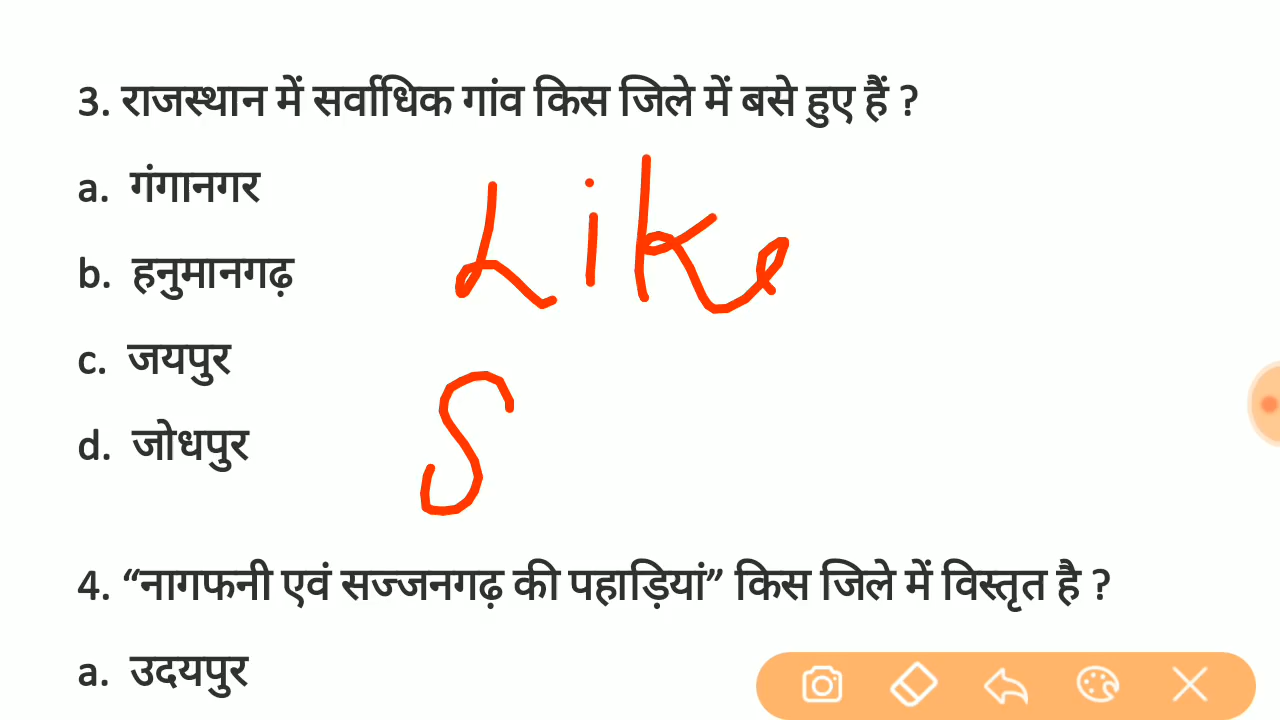 3. राजस्थान में सर्वाधिक गांव किस जिले में बसे हुए हैं ?
a. गंगानगर
Like
b. हनुमानगढ़
c. जयपुर
d. जोधपुर
S
4. “नागफनी एवं सज्जनगढ़ की पहाड़ियां” किस जिले में विस्तृत है ?
a. उदयपुर